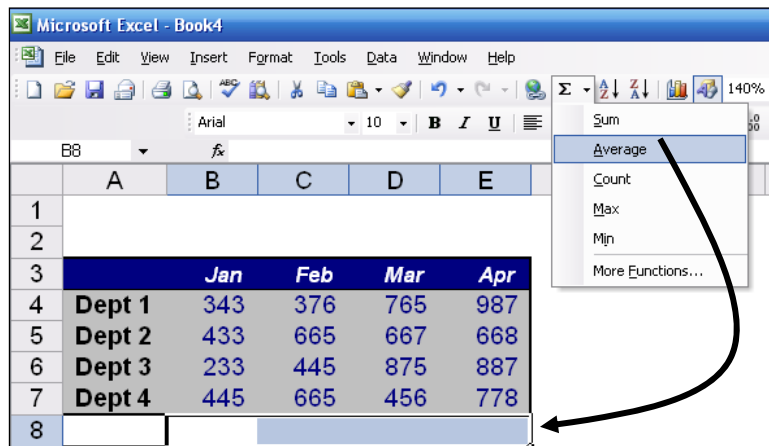 Microsoft Excel - Book4
File Edit View Insert Format Tools Data Window Help
ABC Σ A Z Z A 140%
Arial 10 B I U
B8 fx
Sum
Average
Count
Max
Min
More Functions...
A B C D E
1
2
3 Jan Feb Mar Apr
4 Dept 1 343 376 765 987
5 Dept 2 433 665 667 668
6 Dept 3 233 445 875 887
7 Dept 4 445 665 456 778
8